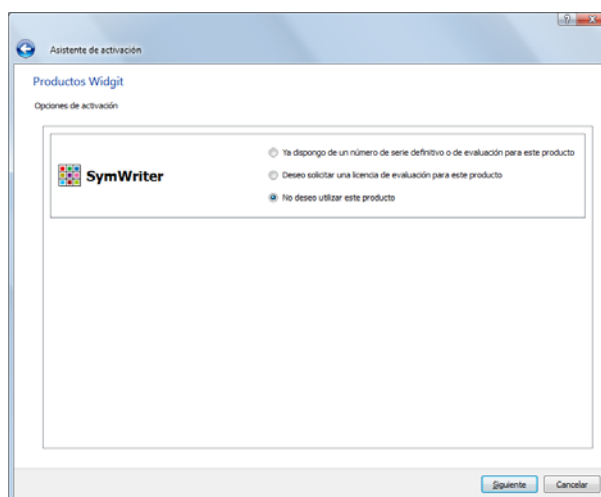 Asistente de activación
Productos Widgit
Opciones de activación
Ya dispongo de un número de serie definitivo o de evaluación para este producto
SymWriter
Deseo solicitar una licencia de evaluación para este producto
No deseo utilizar este producto
Siguiente
Cancelar